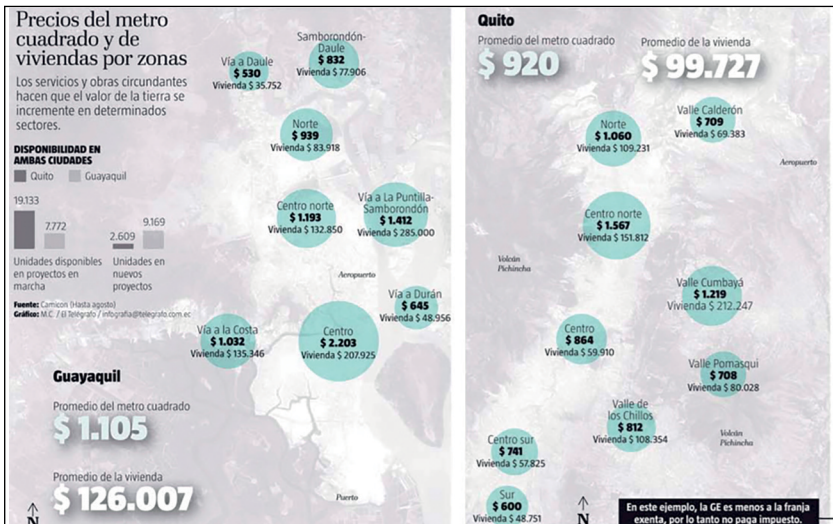 Precios del metro
cuadrado y de
viviendas por zonas
Los servicios y obras circundantes
hacen que el valor de la tierra se
incremente en determinados
sectores.
DISPONIBILIDAD EN
AMBAS CIUDADES
Quito
Guayaquil
19.133
7.772
2.609
9.169
Unidades disponibles
en proyectos en
marcha
Unidades en
nuevos
proyectos
Fuente: Camicon (Hasta agosto)
Gráfico: M.C. / El Telégrafo / infografia@telegrafo.com.ec
Vía a Daule
$ 530
Vivienda $ 35.752
Samborondón-
Daule
$ 832
Vivienda $ 77.906
Norte
$ 939
Vivienda $ 83.918
Centro norte
$ 1.193
Vivienda $ 132.850
Vía a La Puntilla-
Samborondón
$ 1.412
Vivienda $ 285.000
Aeropuerto
Vía a Durán
$ 645
Vivienda $ 48.956
Vía a la Costa
$ 1.032
Vivienda $ 135.346
Centro
$ 2.203
Vivienda $ 207.925
Guayaquil
Promedio del metro cuadrado
$ 1.105
Promedio de la vivienda
$ 126.007
Puerto
N
Quito
Promedio del metro cuadrado
$ 920
Promedio de la vivienda
$ 99.727
Norte
$ 1.060
Vivienda $ 109.231
Valle Calderón
$ 709
Vivienda $ 69.383
Aeropuerto
Centro norte
$ 1.567
Vivienda $ 151.812
Volcán
Pichincha
Valle Cumbayá
$ 1.219
Vivienda $ 212.247
Centro
$ 864
Vivienda $ 59.910
Valle Pomasqui
$ 708
Vivienda $ 80.028
Valle de
los Chillos
$ 812
Vivienda $ 108.354
Volcán
Pichincha
Centro sur
$ 741
Vivienda $ 57.825
Sur
$ 600
Vivienda $ 48.751
N
En este ejemplo, la GE es menos a la franja
exenta, por lo tanto no paga impuesto.